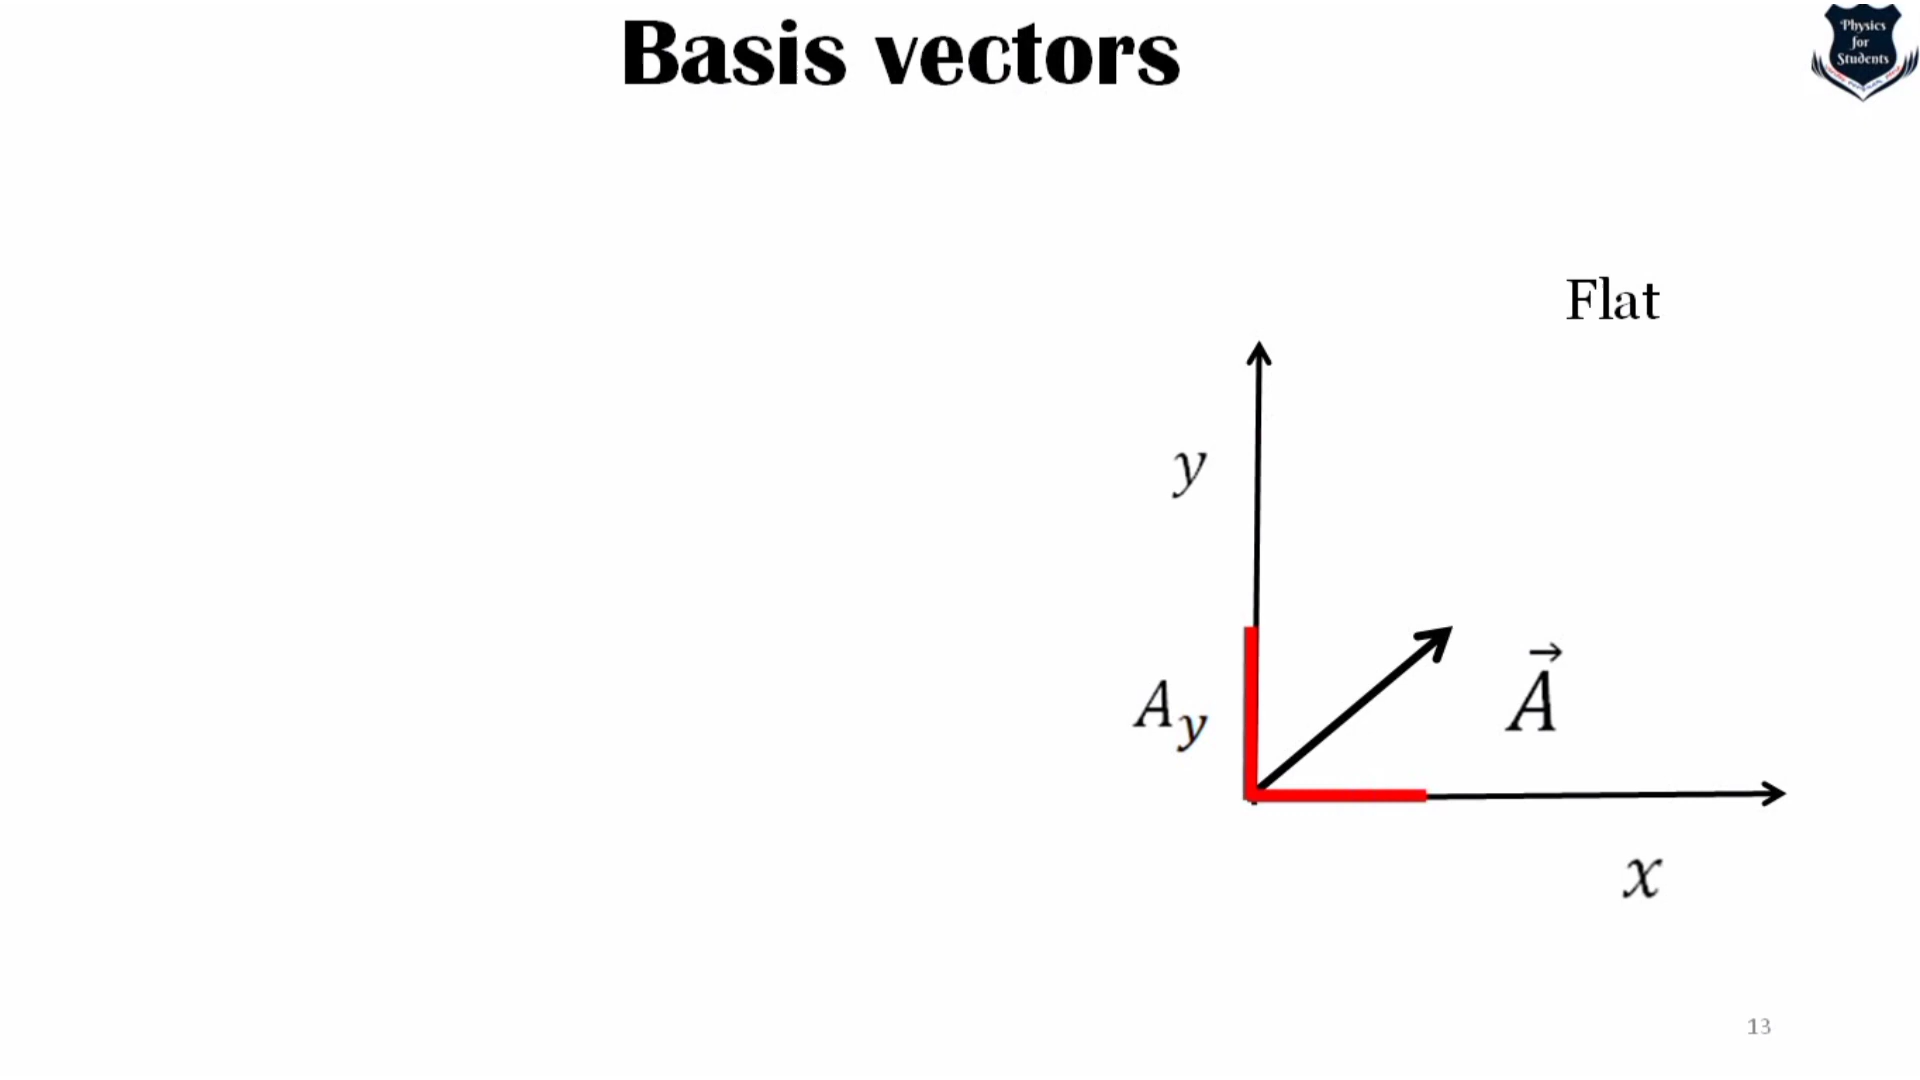 Basis vectors
Physics
for
Students
Flat
y
A⃗
A_y
x
13